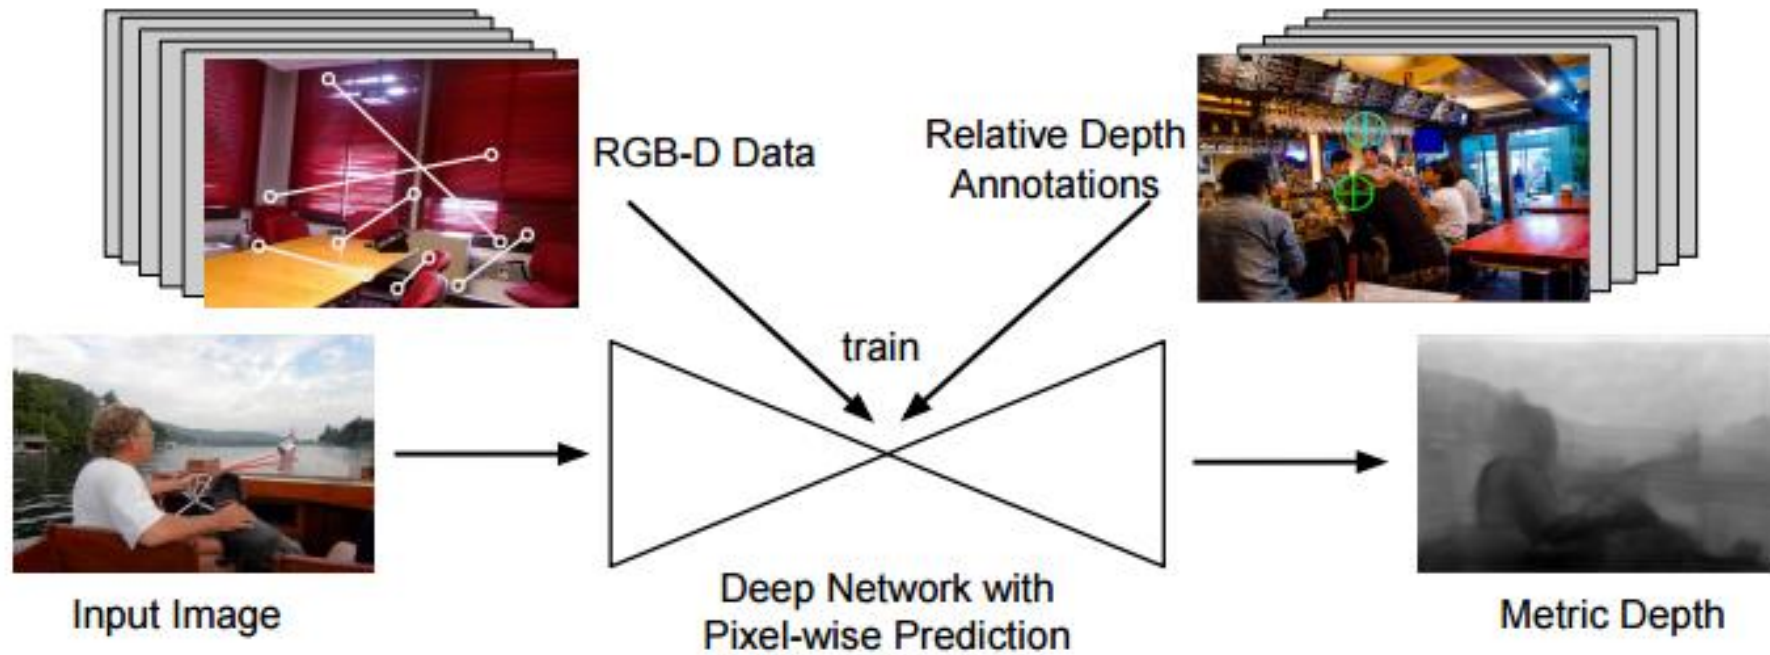 RGB-D Data
Relative Depth
Annotations
train
Input Image
Deep Network with
Pixel-wise Prediction
Metric Depth